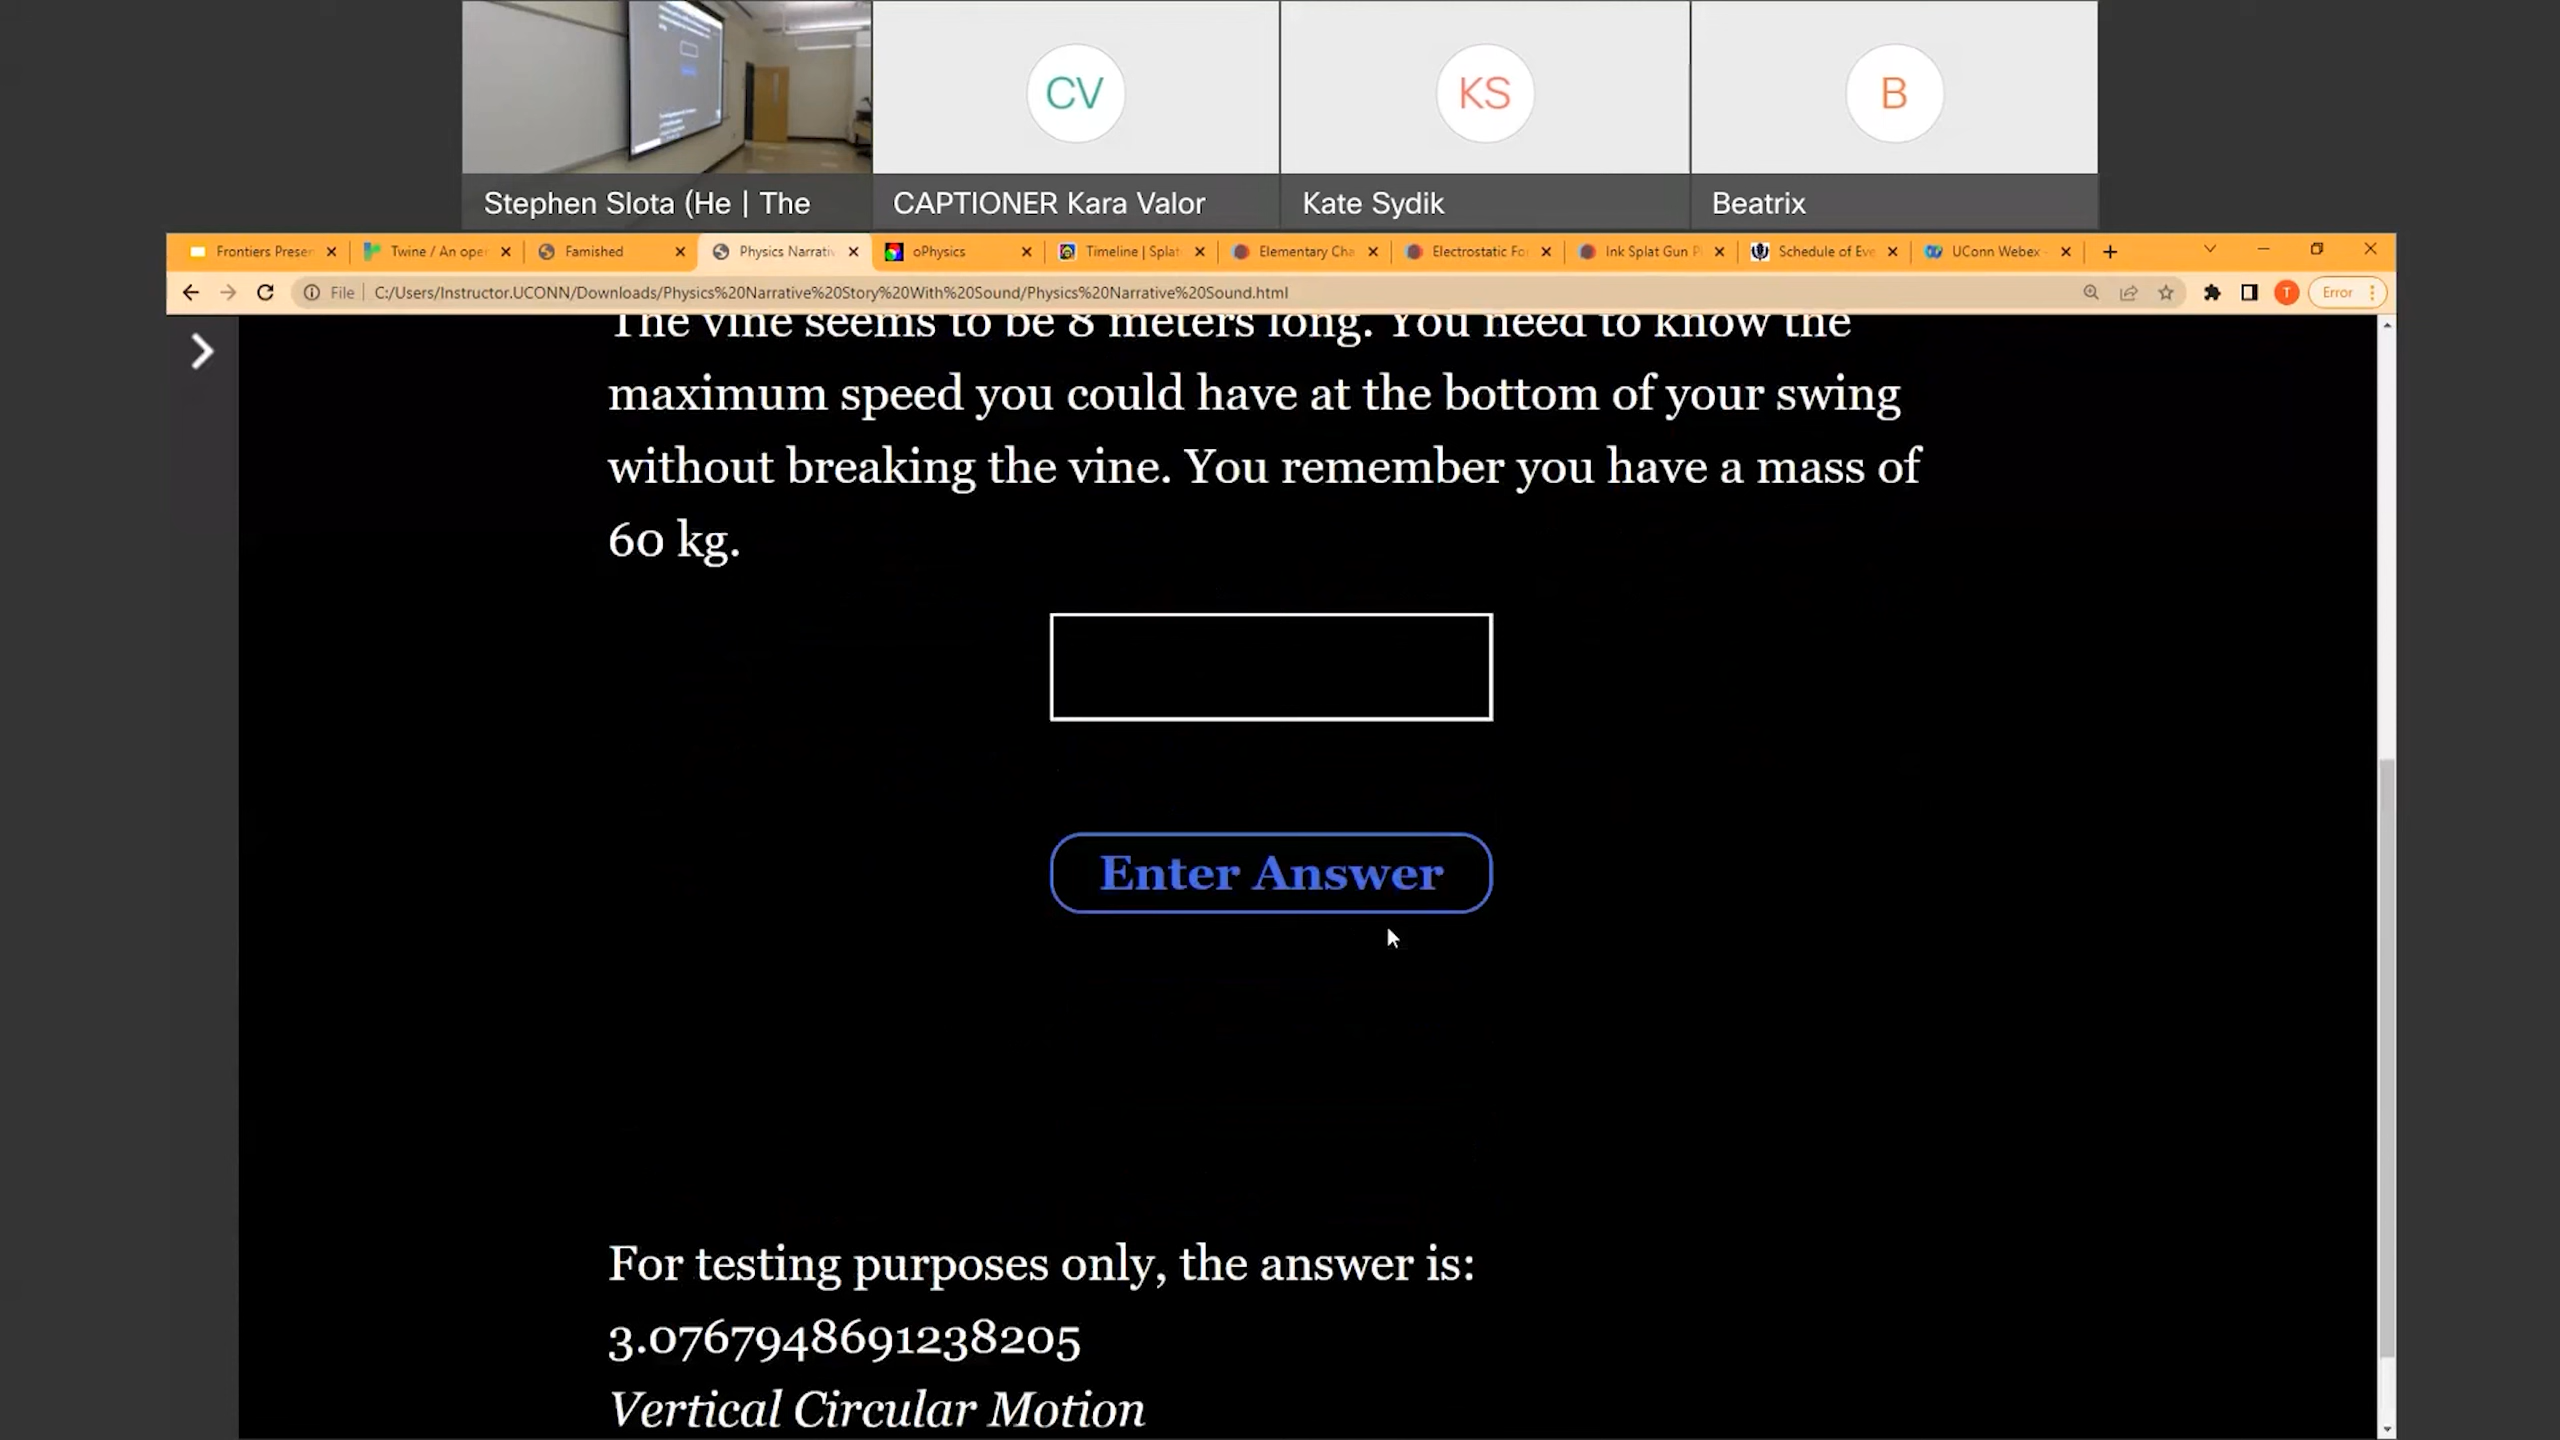 CV
KS
B
Stephen Slota (He | The
CAPTIONER Kara Valor
Kate Sydik
Beatrix
Frontiers Presen
Twine / An oper
Famished
Physics Narrativ
oPhysics
Timeline | Splat
Elementary Cha
Electrostatic Fo
Ink Splat Gun P
Schedule of Eve
UConn Webex -
File
C:/Users/Instructor.UCONN/Downloads/Physics%20Narrative%20Story%20With%20Sound/Physics%20Narrative%20Sound.html
T
Error
The vine seems to be 8 meters long. You need to know the
maximum speed you could have at the bottom of your swing
without breaking the vine. You remember you have a mass of
60 kg.
Enter Answer
For testing purposes only, the answer is:
3.0767948691238205
Vertical Circular Motion